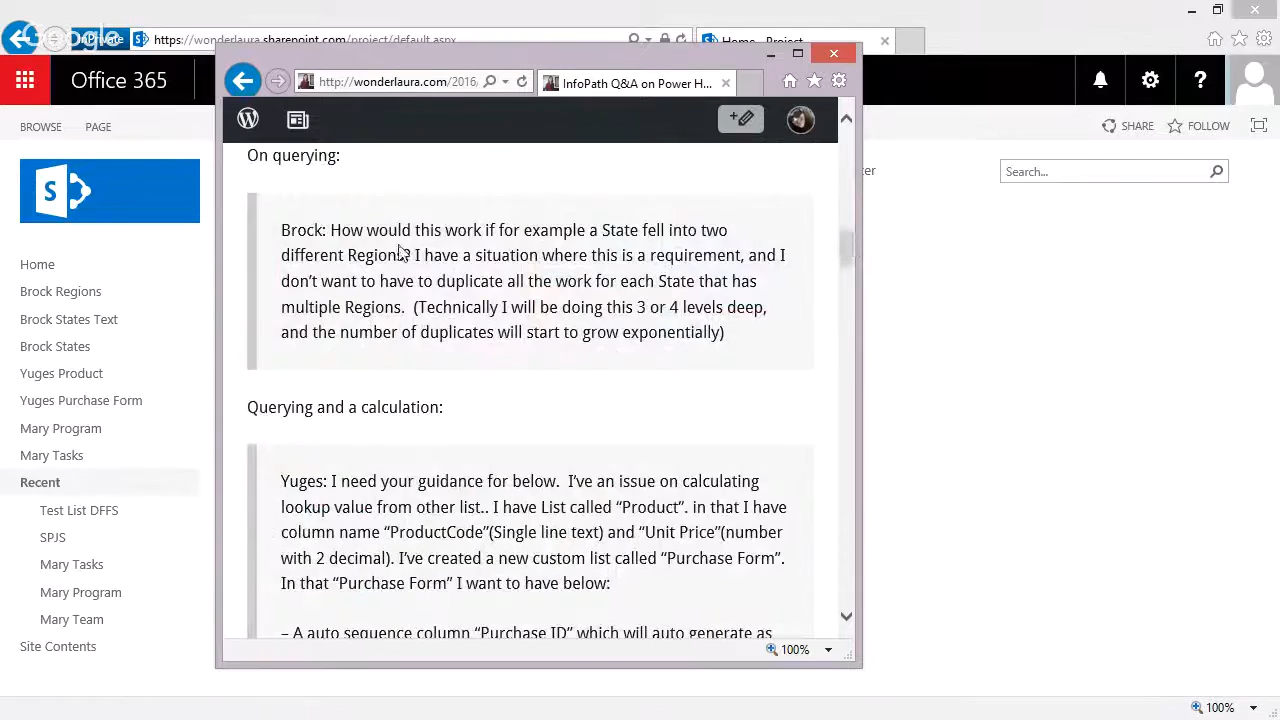 Google
InPrivate
https://wonderlaura.sharepoint.com/project/default.aspx
Home - Project
Office 365
BROWSE
PAGE
SHARE
FOLLOW
S
Search...
Home
Brock Regions
Brock States Text
Brock States
Yuges Product
Yuges Purchase Form
Mary Program
Mary Tasks
Recent
Test List DFFS
SPJS
Mary Tasks
Mary Program
Mary Team
Site Contents
http://wonderlaura.com/2016
InfoPath Q&A on Power H...
On querying:
Brock: How would this work if for example a State fell into two
different Regions? I have a situation where this is a requirement, and I
don’t want to have to duplicate all the work for each State that has
multiple Regions.  (Technically I will be doing this 3 or 4 levels deep,
and the number of duplicates will start to grow exponentially)
Querying and a calculation:
Yuges: I need your guidance for below.  I’ve an issue on calculating
lookup value from other list.. I have List called “Product”. in that I have
column name “ProductCode”(Single line text) and “Unit Price”(number
with 2 decimal). I’ve created a new custom list called “Purchase Form”.
In that “Purchase Form” I want to have below:
– A auto sequence column “Purchase ID” which will auto generate as
100%
100%